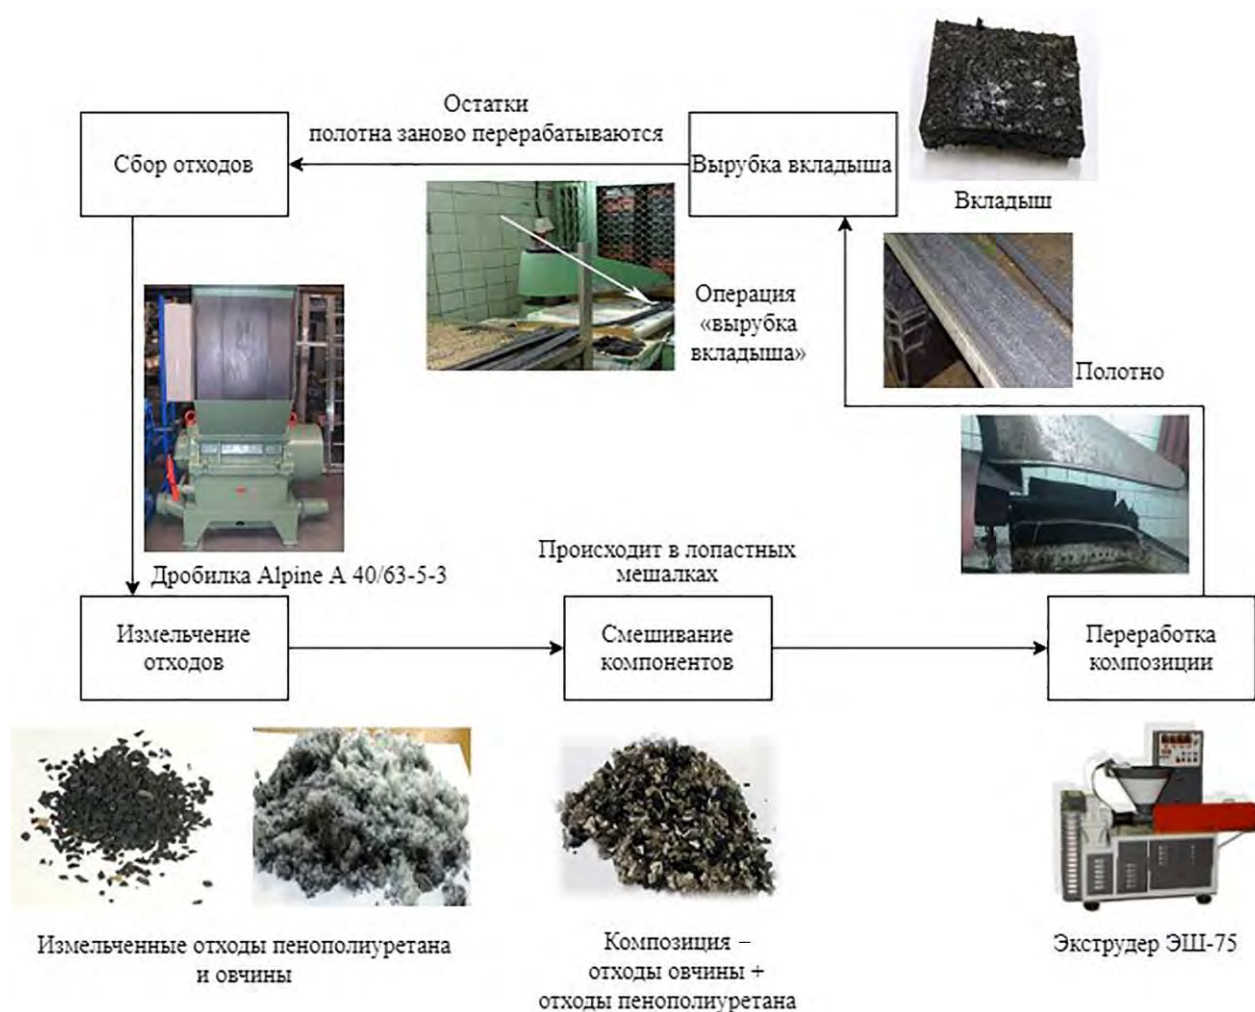 Остатки
полотна заново перерабатываются
Сбор отходов
Вырубка вкладыша
Вкладыш
Операция
«вырубка
вкладыша»
Полотно
Дробилка Alpine A 40/63-5-3
Происходит в лопастных
мешалках
Измельчение
отходов
Смешивание
компонентов
Переработка
композиции
Измельченные отходы пенополиуретана
и овчины
Композиция –
отходы овчины +
отходы пенополиуретана
Экструдер ЭШ-75